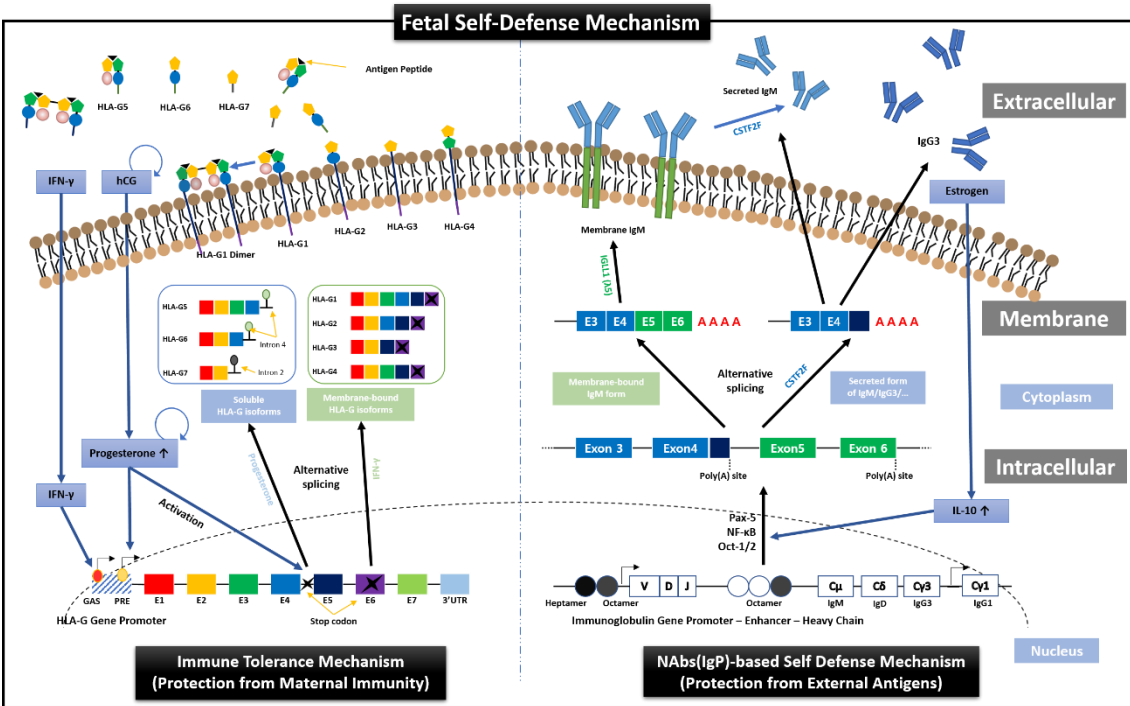 Fetal Self-Defense Mechanism
HLA-G5
HLA-G6
HLA-G7
Antigen Peptide
IFN-γ
hCG
HLA-G1 Dimer
HLA-G1
HLA-G2
HLA-G3
HLA-G4
HLA-G5
HLA-G6
HLA-G7
Intron 4
Intron 2
HLA-G1
HLA-G2
HLA-G3
HLA-G4
Soluble
HLA-G isoforms
Membrane-bound
HLA-G isoforms
Progesterone ↑
IFN-γ
Activation
Progesterone
Alternative
splicing
IFN-γ
GAS
PRE
E1
E2
E3
E4
E5
E6
E7
3'UTR
Stop codon
HLA-G Gene Promoter
Immune Tolerance Mechanism
(Protection from Maternal Immunity)
Secreted IgM
CSTF2F
IgG3
Extracellular
Estrogen
Membrane IgM
IGLL1 (λ5)
Membrane
E3 E4 E5 E6 A A A A
E3 E4 A A A A
Membrane-bound
IgM form
Alternative
splicing
CSTF2F
Secreted form
of IgM/IgG3/...
Cytoplasm
Exon 3
Exon4
Exon5
Exon 6
Poly(A) site
Poly(A) site
Intracellular
Pax-5
NF-κB
Oct-1/2
IL-10 ↑
V D J
Cμ
Cδ
Cγ3
Cγ1
Heptamer
Octamer
Octamer
IgM
IgD
IgG3
IgG1
Immunoglobulin Gene Promoter – Enhancer – Heavy Chain
Nucleus
NAbs(IgP)-based Self Defense Mechanism
(Protection from External Antigens)